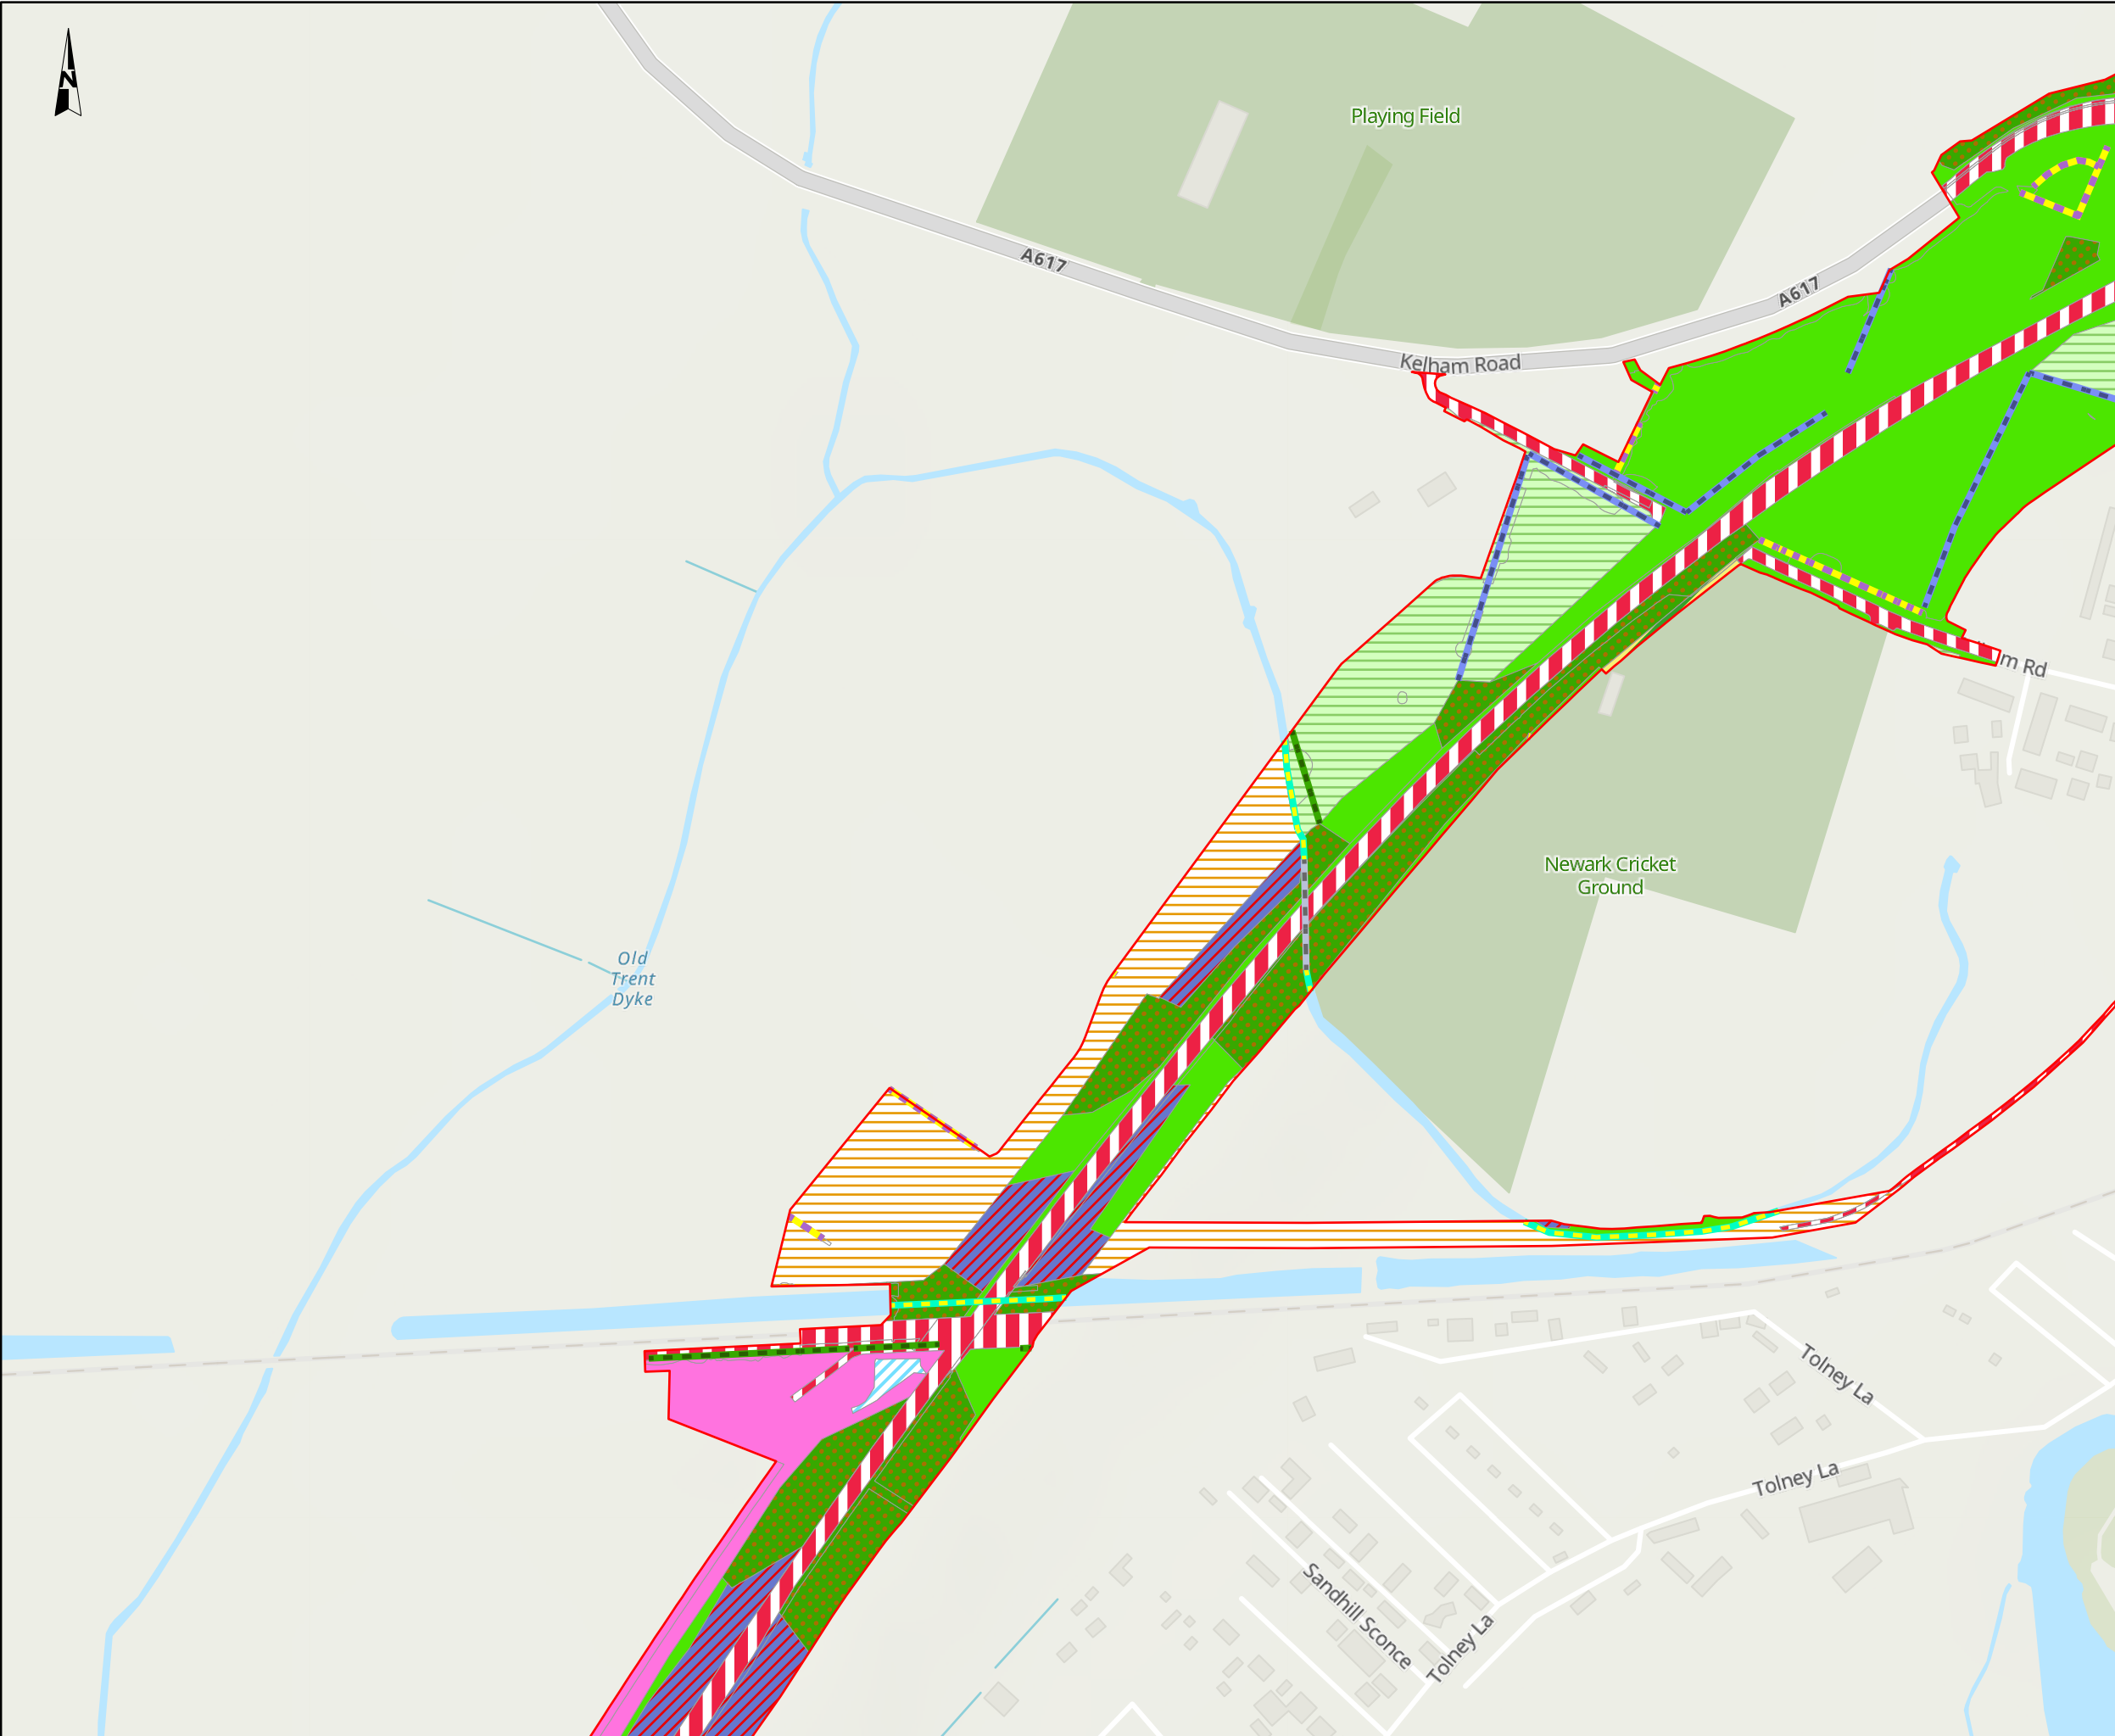 N
Playing Field
A617
A617
Kelham Road
m Rd
Newark Cricket
Ground
Old
Trent
Dyke
Tolney La
Tolney La
Sandhill Sconce
Tolney La